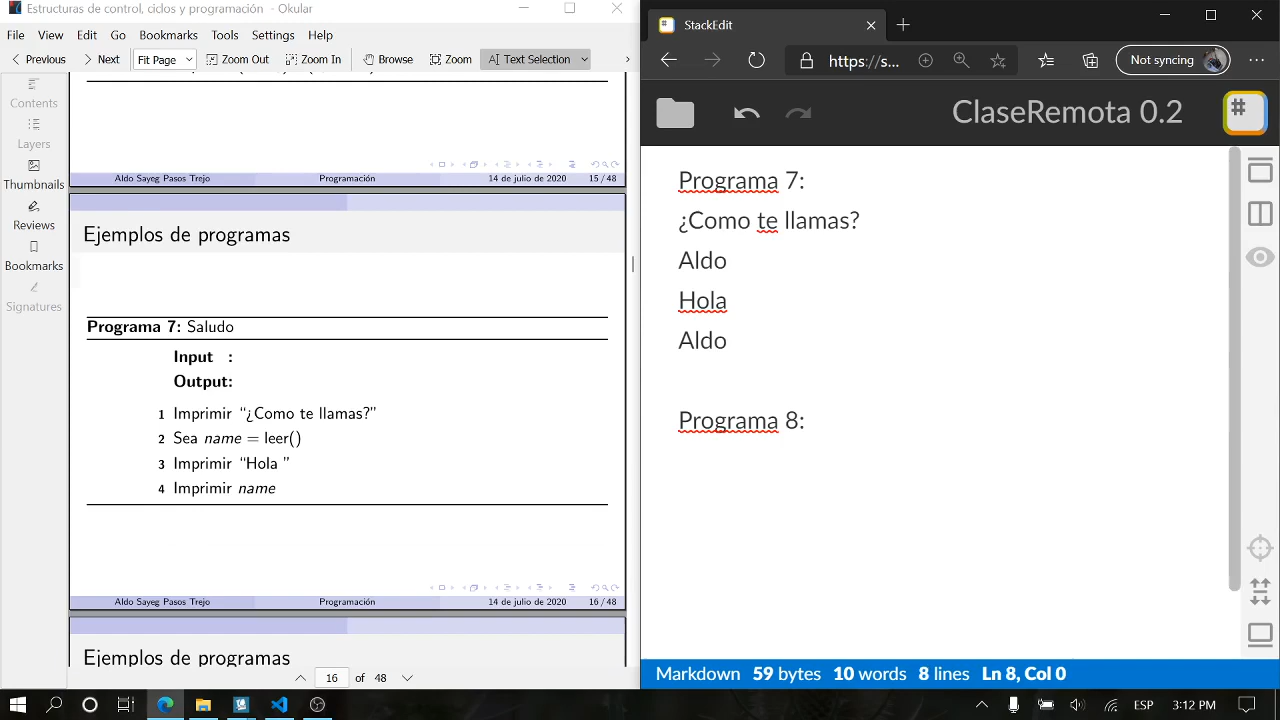 Estructuras de control, ciclos y programación - Okular
File View Edit Go Bookmarks Tools Settings Help
Previous Next Fit Page Zoom Out Zoom In Browse Zoom Text Selection
Contents
Layers
Thumbnails
Reviews
Bookmarks
Signatures
Aldo Sayeg Pasos Trejo Programación 14 de julio de 2020 15 / 48
Ejemplos de programas
Programa 7: Saludo
Input :
Output:
1 Imprimir “¿Como te llamas?”
2 Sea name = leer()
3 Imprimir “Hola ”
4 Imprimir name
Aldo Sayeg Pasos Trejo Programación 14 de julio de 2020 16 / 48
Ejemplos de programas
16 of 48
StackEdit
https://s...
Not syncing
ClaseRemota 0.2
#
Programa 7:
¿Como te llamas?
Aldo
Hola
Aldo
Programa 8:
Markdown 59 bytes 10 words 8 lines Ln 8, Col 0
ESP 3:12 PM